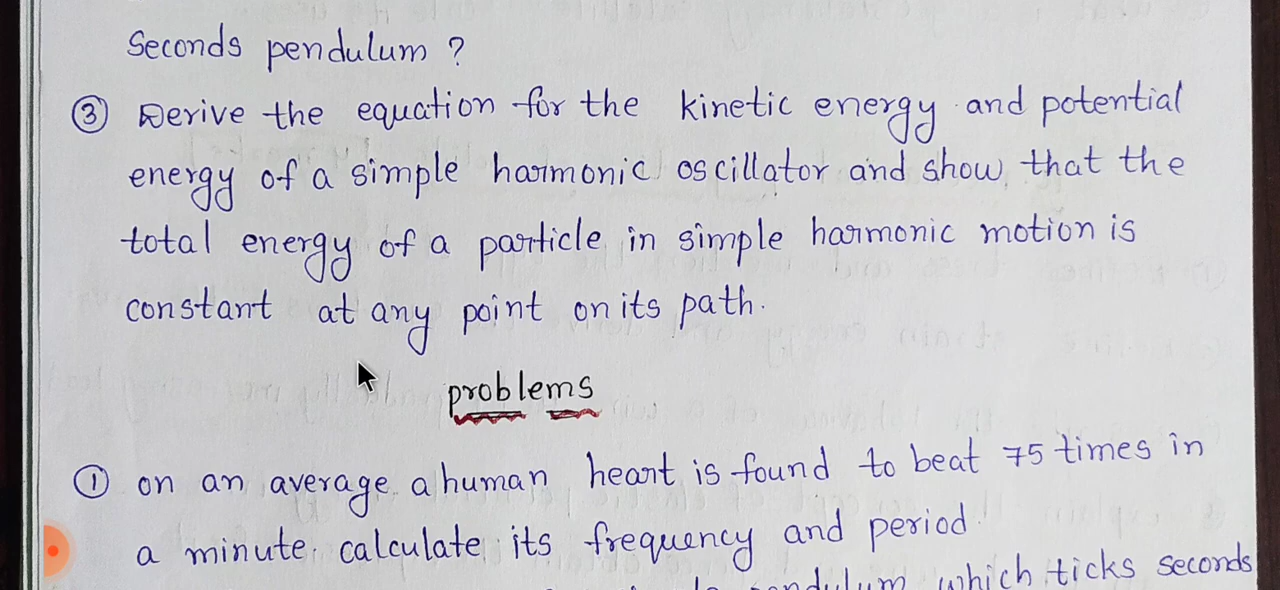 Seconds pendulum ?
③ Derive the equation for the kinetic energy and potential
energy of a simple harmonic oscillator and show that the
total energy of a particle in simple harmonic motion is
constant at any point on its path.
problems
① on an average a human heart is found to beat 75 times in
a minute. calculate its frequency and period.
pendulum which ticks seconds